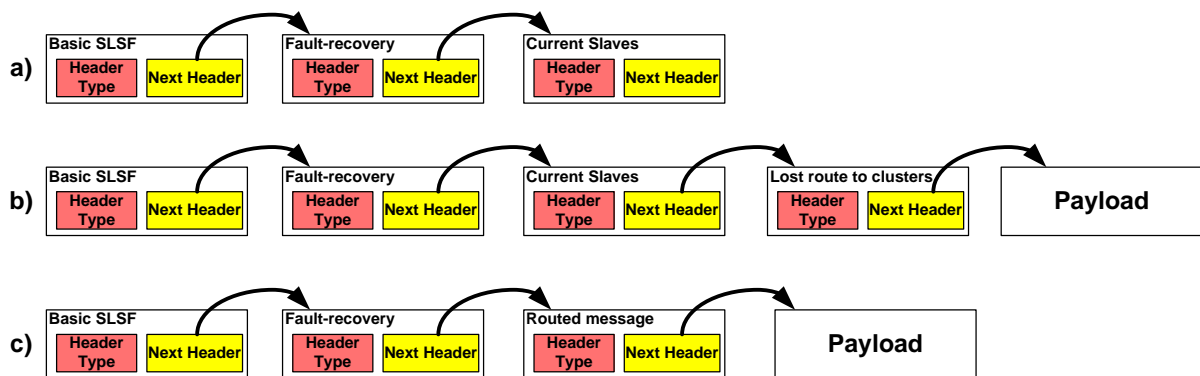 Basic SLSF Fault-recovery Current Slaves
a) Header Type Next Header Header Type Next Header Header Type Next Header
Basic SLSF Fault-recovery Current Slaves Lost route to clusters
b) Header Type Next Header Header Type Next Header Header Type Next Header Header Type Next Header Payload
Basic SLSF Fault-recovery Routed message
c) Header Type Next Header Header Type Next Header Header Type Next Header Payload